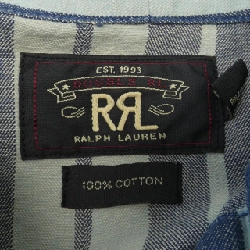 EST. 1993
RRL
RALPH LAUREN
100% COTTON